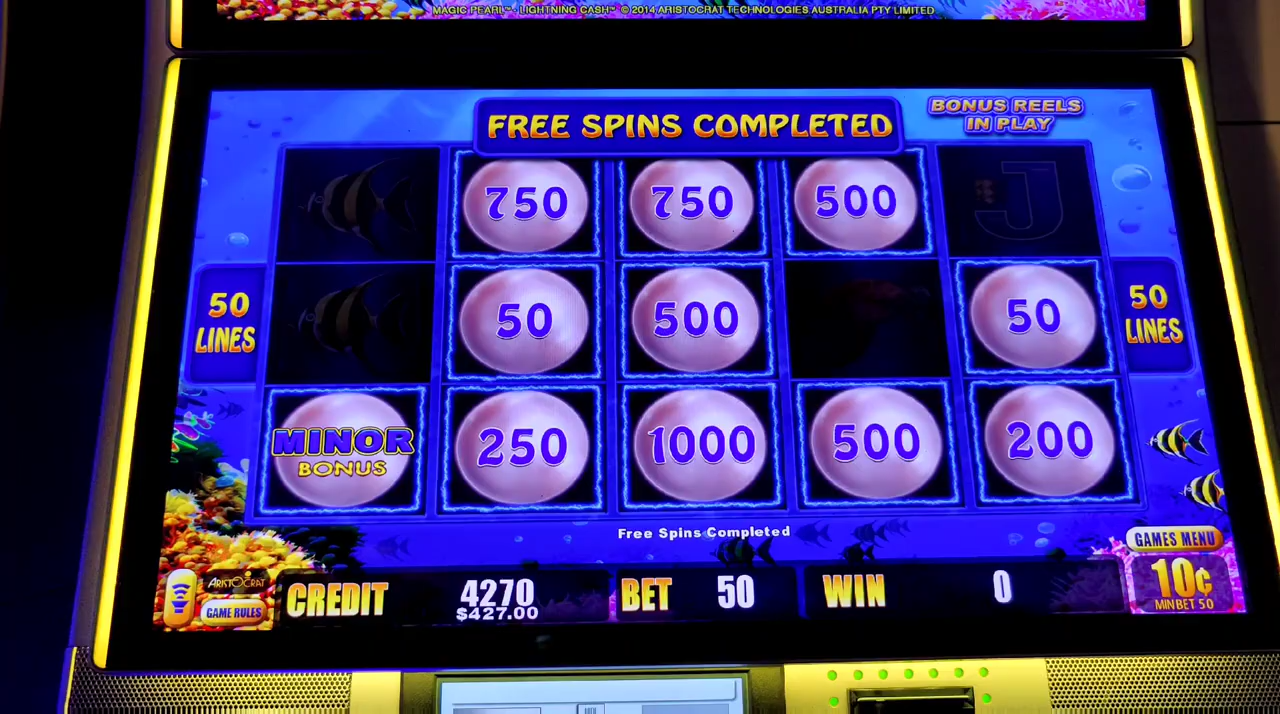 MAGIC PEARL™ - LIGHTNING CASH™ © 2014 ARISTOCRAT TECHNOLOGIES AUSTRALIA PTY LIMITED
FREE SPINS COMPLETED
BONUS REELS
IN PLAY
750 750 500 J
50
LINES
50 500 50
50
LINES
MINOR
BONUS
250 1000 500 200
Free Spins Completed
GAMES MENU
ARISTOCRAT
GAME RULES
CREDIT 4270
$427.00
BET 50
WIN 0
10¢
MIN BET 50